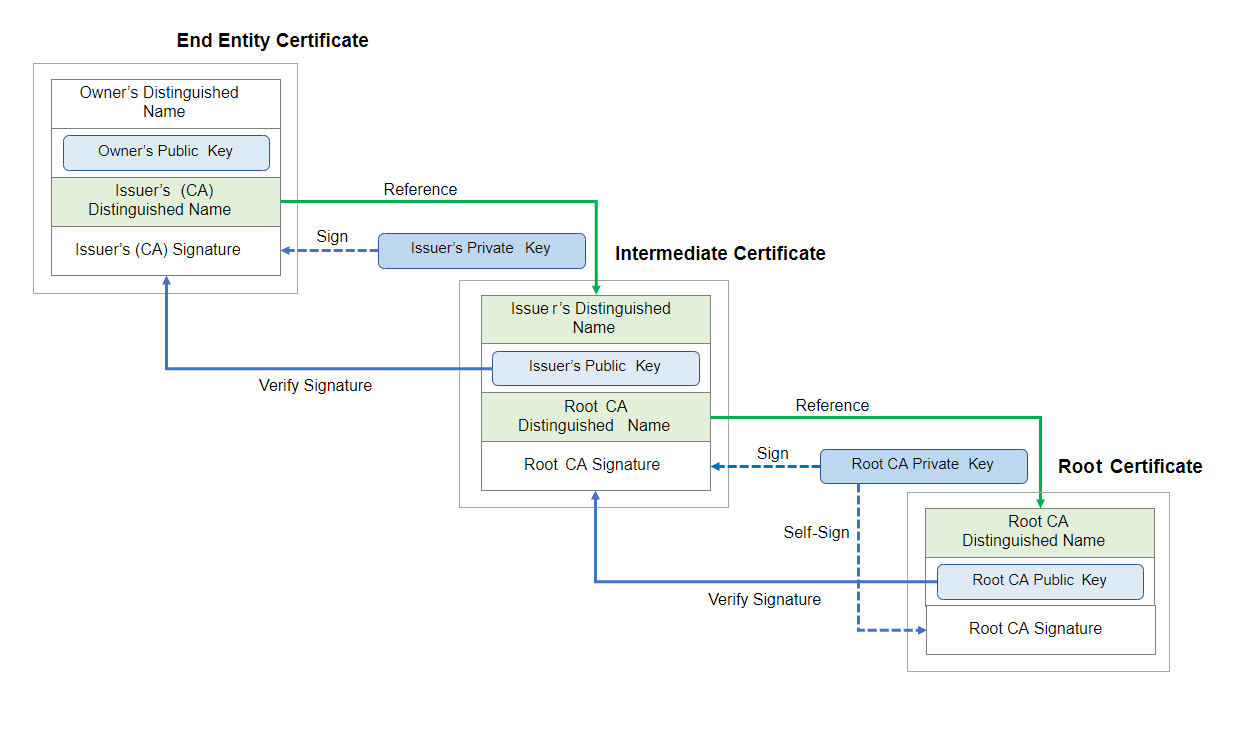 End Entity Certificate
Owner's Distinguished
Name
Owner's Public Key
Issuer's (CA)
Distinguished Name
Issuer's (CA) Signature
Reference
Sign
Issuer's Private Key
Verify Signature
Intermediate Certificate
Issuer's Distinguished
Name
Issuer's Public Key
Root CA
Distinguished Name
Root CA Signature
Reference
Sign
Root CA Private Key
Self-Sign
Verify Signature
Root Certificate
Root CA
Distinguished Name
Root CA Public Key
Root CA Signature